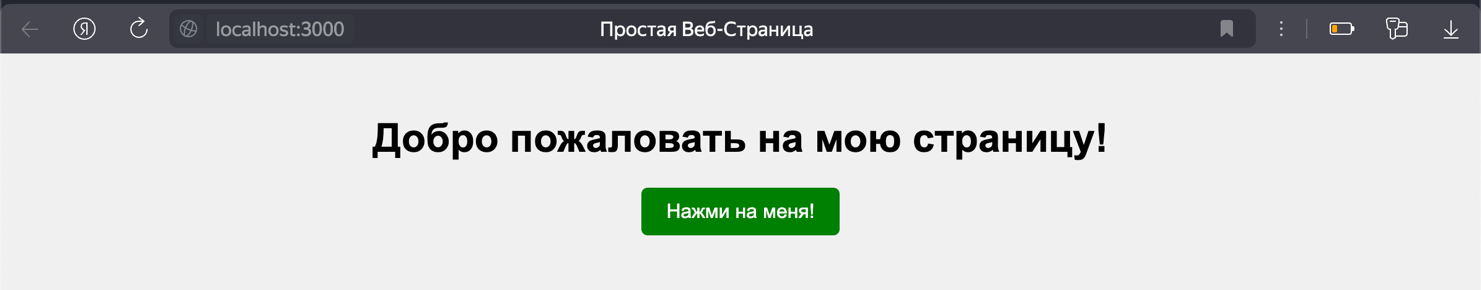 localhost:3000 Простая Веб-Страница
Добро пожаловать на мою страницу!
Нажми на меня!